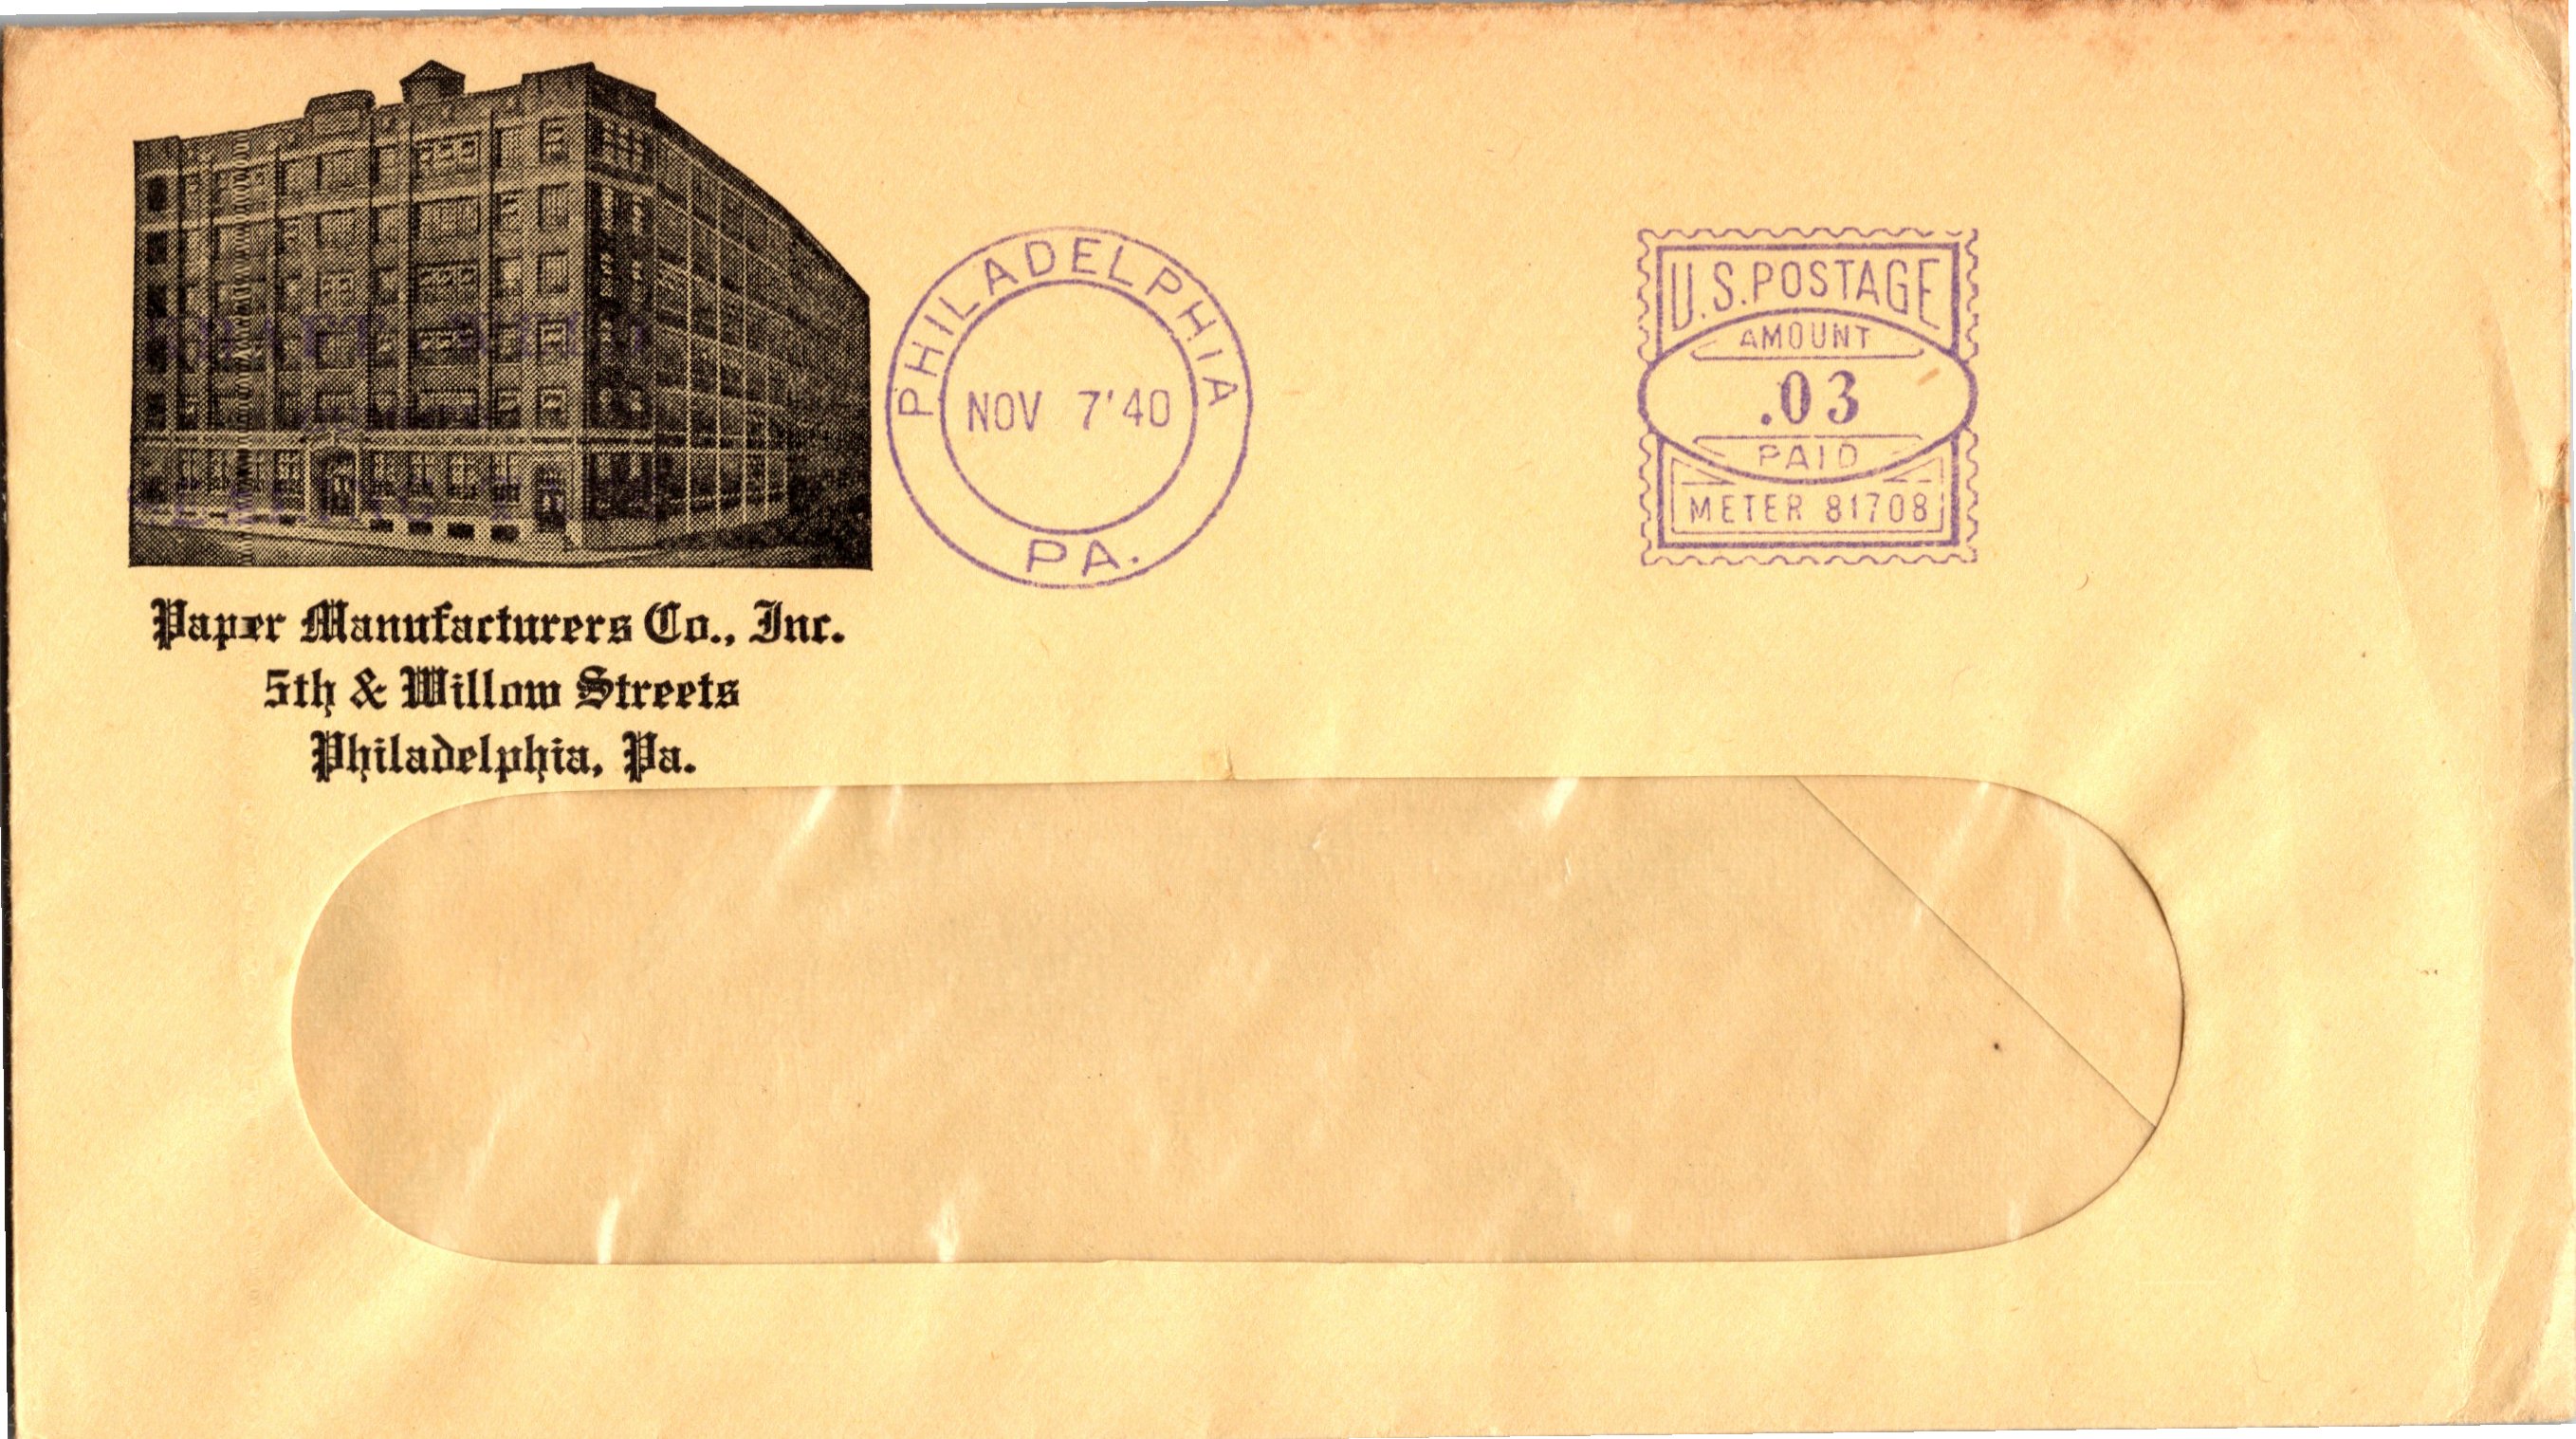 Paper Manufacturers Co., Inc.
5th & Willow Streets
Philadelphia, Pa.
PHILADELPHIA
NOV 7'40
PA.
U.S.POSTAGE
AMOUNT
.03
PAID
METER 81708